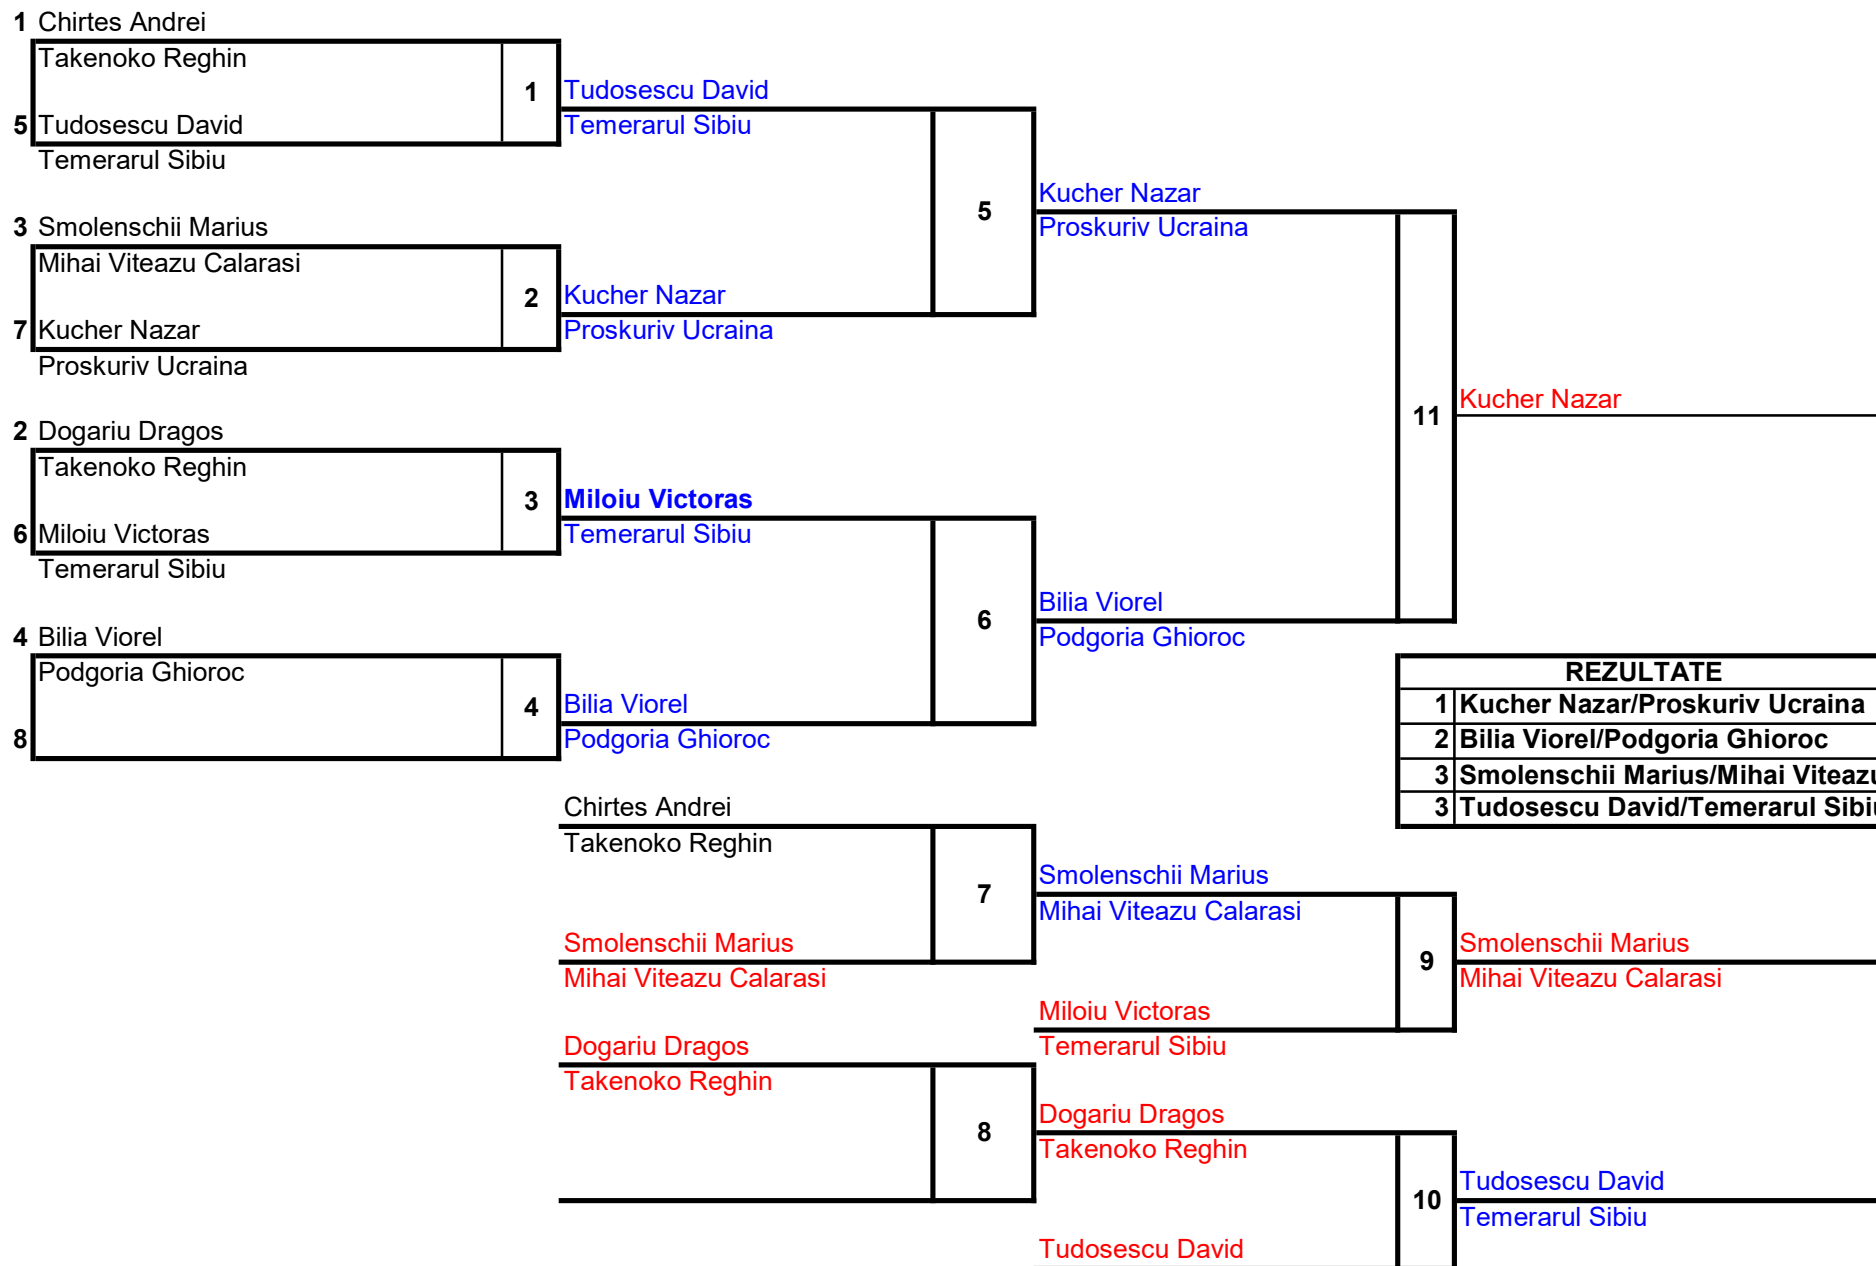 1 Chirtes Andrei
Takenoko Reghin
1 Tudosescu David
5 Tudosescu David
Temerarul Sibiu
Temerarul Sibiu
Kucher Nazar
5
3 Smolenschii Marius
Proskuriv Ucraina
Mihai Viteazu Calarasi
2 Kucher Nazar
7 Kucher Nazar
Proskuriv Ucraina
Proskuriv Ucraina
11 Kucher Nazar
2 Dogariu Dragos
Takenoko Reghin
3 Miloiu Victoras
6 Miloiu Victoras
Temerarul Sibiu
Temerarul Sibiu
Bilia Viorel
6
4 Bilia Viorel
Podgoria Ghioroc
Podgoria Ghioroc
REZULTATE
4 Bilia Viorel
1 Kucher Nazar/Proskuriv Ucraina
8
Podgoria Ghioroc
2 Bilia Viorel/Podgoria Ghioroc
3 Smolenschii Marius/Mihai Viteazu
3 Tudosescu David/Temerarul Sibiu
Chirtes Andrei
Takenoko Reghin
7
Smolenschii Marius
Mihai Viteazu Calarasi
Smolenschii Marius
Mihai Viteazu Calarasi
9
Smolenschii Marius
Mihai Viteazu Calarasi
Miloiu Victoras
Temerarul Sibiu
Dogariu Dragos
Takenoko Reghin
8
Dogariu Dragos
Takenoko Reghin
10
Tudosescu David
Temerarul Sibiu
Tudosescu David